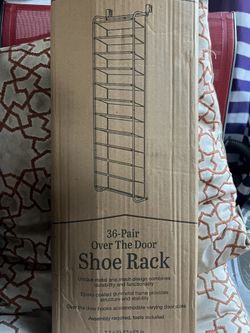 36-Pair
Over The Door
Shoe Rack
Unique metal and mesh design combines
durability and functionality
Epoxy-coated gunmetal frame provides
structure and stability
Over the door hooks accommodate varying door sizes
Assembly required, tools included